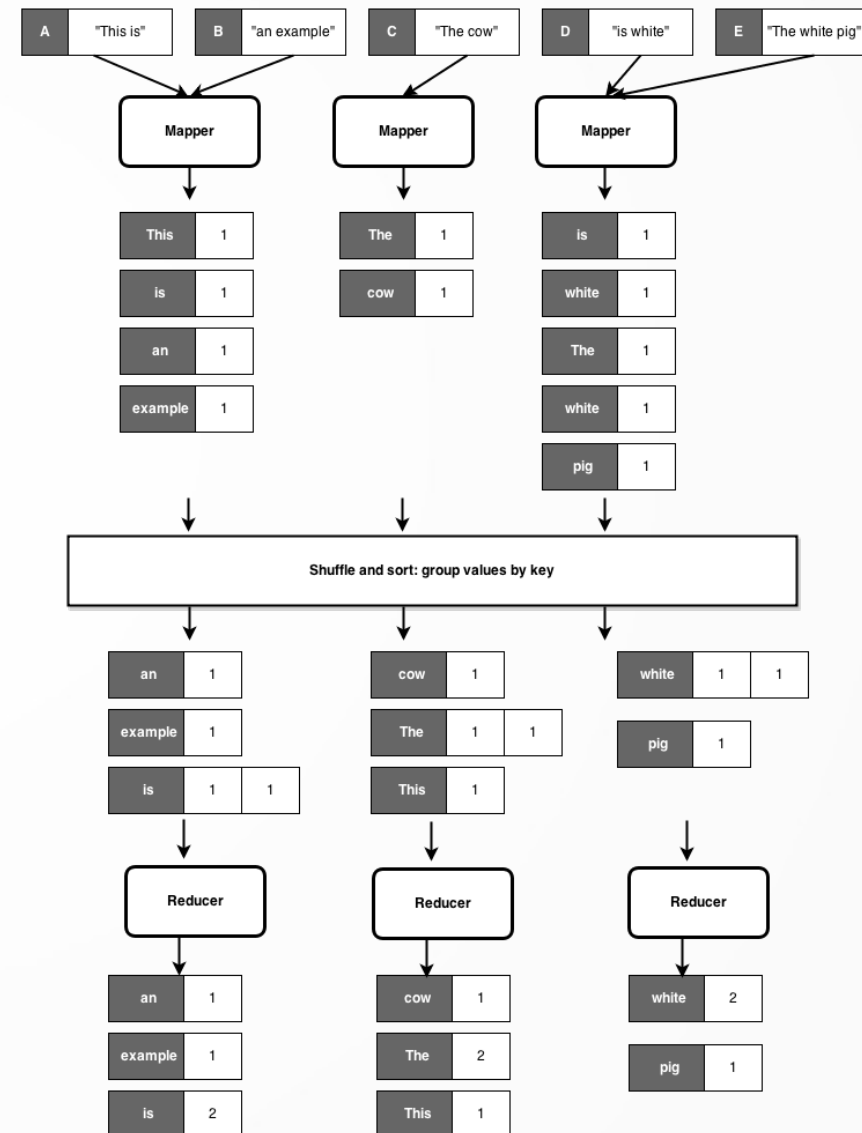 A "This is" B "an example" C "The cow" D "is white" E "The white pig"
Mapper Mapper Mapper
This 1 The 1 is 1
is 1 cow 1 white 1
an 1 The 1
example 1 white 1
pig 1
Shuffle and sort: group values by key
an 1 cow 1 white 1 1
example 1 The 1 1 pig 1
is 1 1 This 1
Reducer Reducer Reducer
an 1 cow 1 white 2
example 1 The 2 pig 1
is 2 This 1